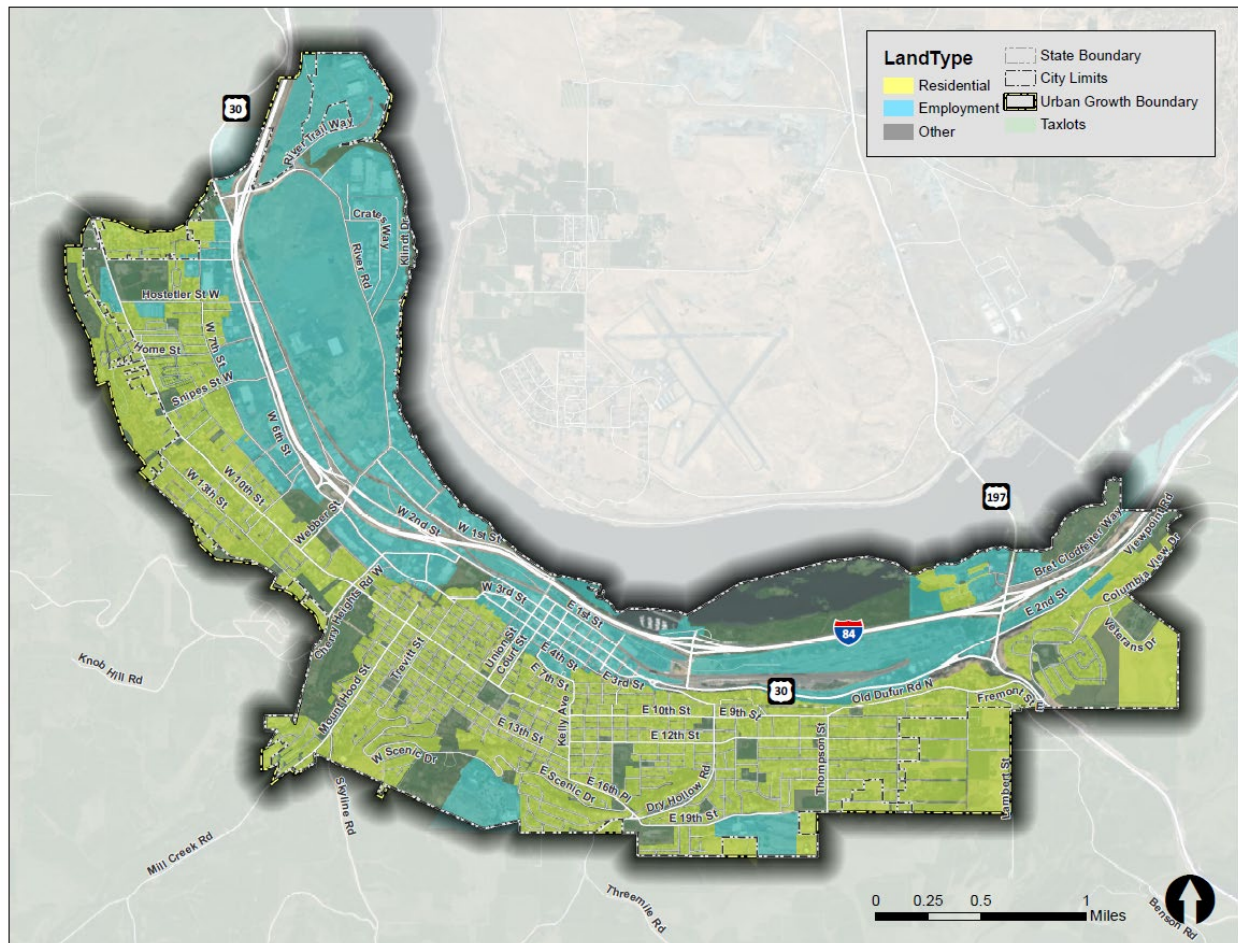 LandType
Residential
Employment
Other
State Boundary
City Limits
Urban Growth Boundary
Taxlots
30
River Trail Way
Crates Way
Klindt Dr
River Rd
Hostetler St W
W 7th St
Home St
Snipes St W
W 6th St
W 10th St
W 13th St
Webber St
W 2nd St
W 1st St
197
Bret Clodfelter Way
Viewpoint Rd
Columbia View Dr
E 2nd St
Veterans Dr
84
Cherry Heights Rd W
W 3rd St
E 1st St
Union St
Court St
E 4th St
E 3rd St
E 7th St
Trevitt St
Mount Hood St
Knob Hill Rd
30
Old Dufur Rd N
Fremont St E
E 10th St
E 9th St
E 12th St
Kelly Ave
E 13th St
Thompson St
W Scenic Dr
E Scenic Dr
E 16th Pl
Dry Hollow Rd
E 19th St
Lambert St
Skyline Rd
Mill Creek Rd
Threemile Rd
Benson Rd
0 0.25 0.5 1
Miles